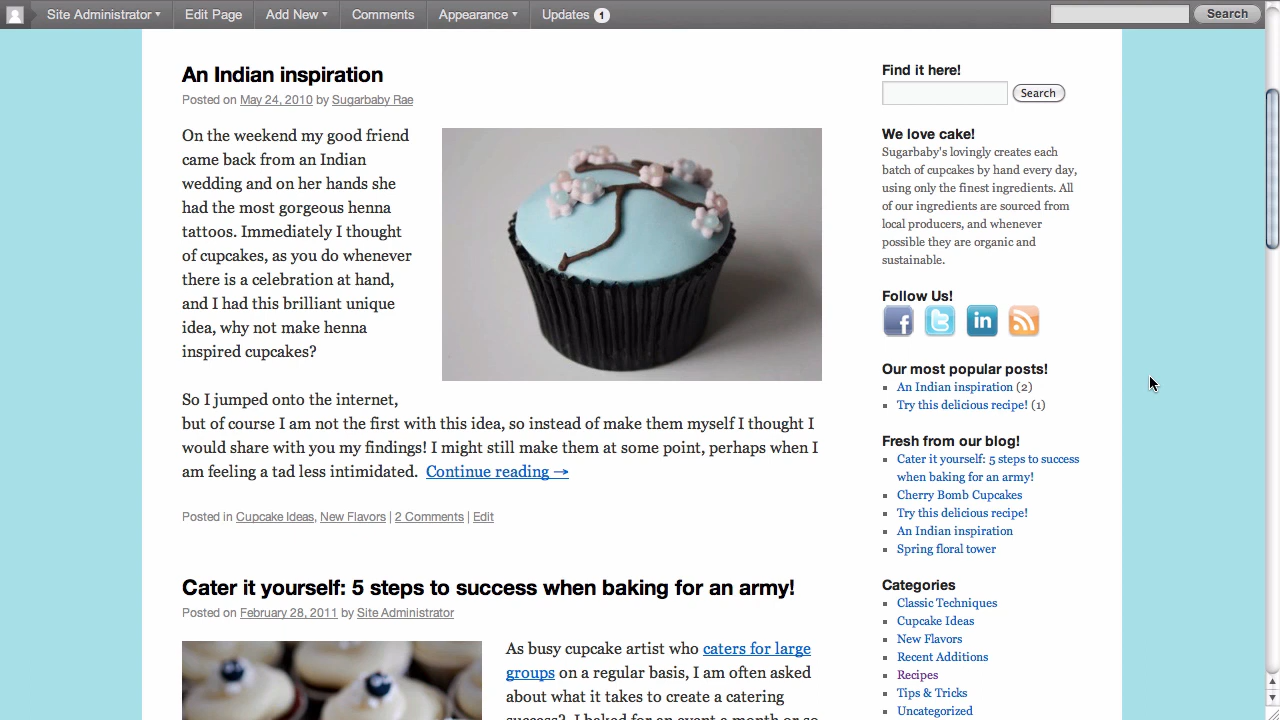 Site Administrator Edit Page Add New Comments Appearance Updates 1 Search
An Indian inspiration
Posted on May 24, 2010 by Sugarbaby Rae
On the weekend my good friend
came back from an Indian
wedding and on her hands she
had the most gorgeous henna
tattoos. Immediately I thought
of cupcakes, as you do whenever
there is a celebration at hand,
and I had this brilliant unique
idea, why not make henna
inspired cupcakes?
So I jumped onto the internet,
but of course I am not the first with this idea, so instead of make them myself I thought I
would share with you my findings! I might still make them at some point, perhaps when I
am feeling a tad less intimidated. Continue reading →
Posted in Cupcake Ideas, New Flavors | 2 Comments | Edit
Cater it yourself: 5 steps to success when baking for an army!
Posted on February 28, 2011 by Site Administrator
As busy cupcake artist who caters for large
groups on a regular basis, I am often asked
about what it takes to create a catering
success? I baked for an event a month or so
Find it here!
Search
We love cake!
Sugarbaby's lovingly creates each
batch of cupcakes by hand every day,
using only the finest ingredients. All
of our ingredients are sourced from
local producers, and whenever
possible they are organic and
sustainable.
Follow Us!
f t in
Our most popular posts!
An Indian inspiration (2)
Try this delicious recipe! (1)
Fresh from our blog!
Cater it yourself: 5 steps to success
when baking for an army!
Cherry Bomb Cupcakes
Try this delicious recipe!
An Indian inspiration
Spring floral tower
Categories
Classic Techniques
Cupcake Ideas
New Flavors
Recent Additions
Recipes
Tips & Tricks
Uncategorized